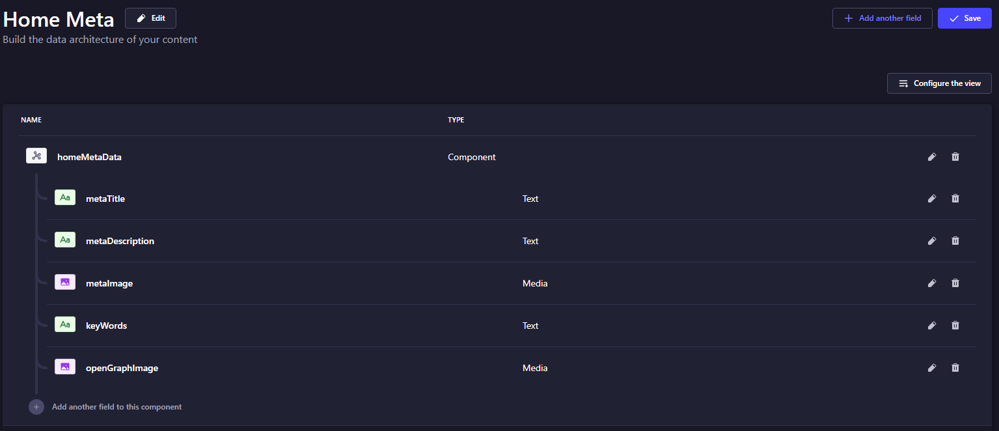 Home Meta
Edit
Add another field
Save
Build the data architecture of your content
Configure the view
NAME TYPE
homeMetaData Component
Aa metaTitle Text
Aa metaDescription Text
metaImage Media
Aa keyWords Text
openGraphImage Media
Add another field to this component